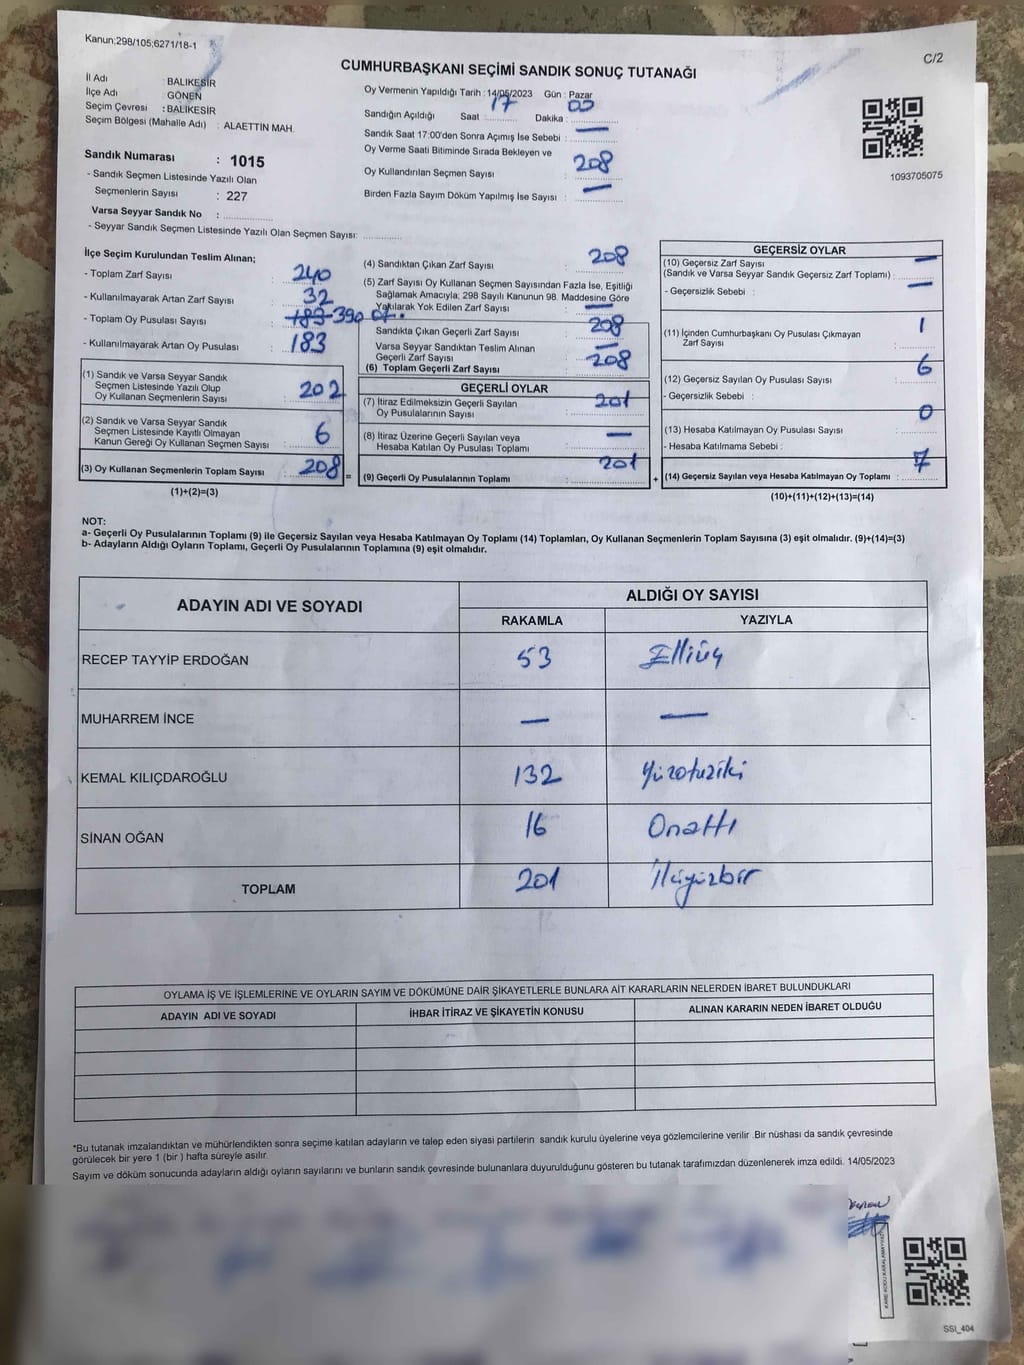 Kanun;298/105;6271/18-1
C/2
CUMHURBAŞKANI SEÇİMİ SANDIK SONUÇ TUTANAĞI
İl Adı : BALIKESİR
İlçe Adı : GÖNEN
Seçim Çevresi : BALIKESİR
Seçim Bölgesi (Mahalle Adı) : ALAETTİN MAH.
Sandık Numarası : 1015
- Sandık Seçmen Listesinde Yazılı Olan
Seçmenlerin Sayısı : 227
Varsa Seyyar Sandık No :
- Seyyar Sandık Seçmen Listesinde Yazılı Olan Seçmen Sayısı:
Oy Vermenin Yapıldığı Tarih : 14/05/2023 Gün : Pazar
Sandığın Açıldığı Saat 17 Dakika : 00
Sandık Saat 17:00'den Sonra Açımış İse Sebebi : —
Oy Verme Saati Bitiminde Sırada Bekleyen ve
Oy Kullandırılan Seçmen Sayısı : 208
Birden Fazla Sayım Döküm Yapılmış İse Sayısı : —
1093705075
İlçe Seçim Kurulundan Teslim Alınan;
- Toplam Zarf Sayısı : 240
- Kullanılmayarak Artan Zarf Sayısı : 32
- Toplam Oy Pusulası Sayısı : 183 390
- Kullanılmayarak Artan Oy Pusulası : 183
(1) Sandık ve Varsa Seyyar Sandık
Seçmen Listesinde Yazılı Olup
Oy Kullanan Seçmenlerin Sayısı : 202
(2) Sandık ve Varsa Seyyar Sandık
Seçmen Listesinde Kayıtlı Olmayan
Kanun Gereği Oy Kullanan Seçmen Sayısı : 6
(3) Oy Kullanan Seçmenlerin Toplam Sayısı : 208 =
(1)+(2)=(3)
(4) Sandıktan Çıkan Zarf Sayısı : 208
(5) Zarf Sayısı Oy Kullanan Seçmen Sayısından Fazla İse, Eşitliği
Sağlamak Amacıyla; 298 Sayılı Kanunun 98. Maddesine Göre
Yakılarak Yok Edilen Zarf Sayısı : —
Sandıkta Çıkan Geçerli Zarf Sayısı : 208
Varsa Seyyar Sandıktan Teslim Alınan
Geçerli Zarf Sayısı : —
(6) Toplam Geçerli Zarf Sayısı : 208
GEÇERLİ OYLAR
(7) İtiraz Edilmeksizin Geçerli Sayılan
Oy Pusulalarının Sayısı : 201
(8) İtiraz Üzerine Geçerli Sayılan veya
Hesaba Katılan Oy Pusulaları Toplamı : —
(9) Geçerli Oy Pusulalarının Toplamı : 201 +
GEÇERSİZ OYLAR
(10) Geçersiz Zarf Sayısı
(Sandık ve Varsa Seyyar Sandık Geçersiz Zarf Toplamı) : —
- Geçersizlik Sebebi : —
(11) İçinden Cumhurbaşkanı Oy Pusulası Çıkmayan
Zarf Sayısı : 1
(12) Geçersiz Sayılan Oy Pusulası Sayısı : 6
- Geçersizlik Sebebi :
(13) Hesaba Katılmayan Oy Pusulası Sayısı : 0
- Hesaba Katılmama Sebebi :
(14) Geçersiz Sayılan veya Hesaba Katılmayan Oy Toplamı : 7
(10)+(11)+(12)+(13)=(14)
NOT:
a- Geçerli Oy Pusulalarının Toplamı (9) ile Geçersiz Sayılan veya Hesaba Katılmayan Oy Toplamı (14) Toplamları, Oy Kullanan Seçmenlerin Toplam Sayısına (3) eşit olmalıdır. (9)+(14)=(3)
b- Adayların Aldığı Oyların Toplamı, Geçerli Oy Pusulalarının Toplamına (9) eşit olmalıdır.
ADAYIN ADI VE SOYADI
ALDIĞI OY SAYISI
RAKAMLA YAZIYLA
RECEP TAYYİP ERDOĞAN 53 Elliüç
MUHARREM İNCE — —
KEMAL KILIÇDAROĞLU 132 Yüzotuziki
SİNAN OĞAN 16 Onaltı
TOPLAM 201 İkiyüzbir
OYLAMA İŞ VE İŞLEMLERİNE VE OYLARIN SAYIM VE DÖKÜMÜNE DAİR ŞİKAYETLERLE BUNLARA AİT KARARLARIN NELERDEN İBARET BULUNDUKLARI
ADAYIN ADI VE SOYADI İHBAR İTİRAZ VE ŞİKAYETİN KONUSU ALINAN KARARIN NEDEN İBARET OLDUĞU
*Bu tutanak imzalandıktan ve mühürlendikten sonra seçime katılan adayların ve talep eden siyasi partilerin sandık kurulu üyelerine veya gözlemcilerine verilir .Bir nüshası da sandık çevresinde
görülecek bir yere 1 (bir ) hafta süreyle asılır.
Sayım ve döküm sonucunda adayların aldığı oyların sayılarını ve bunların sandık çevresinde bulunanlara duyurulduğunu gösteren bu tutanak tarafımızdan düzenlenerek imza edildi. 14/05/2023
KARE KODU KARALAMAYINIZ
SSI_404